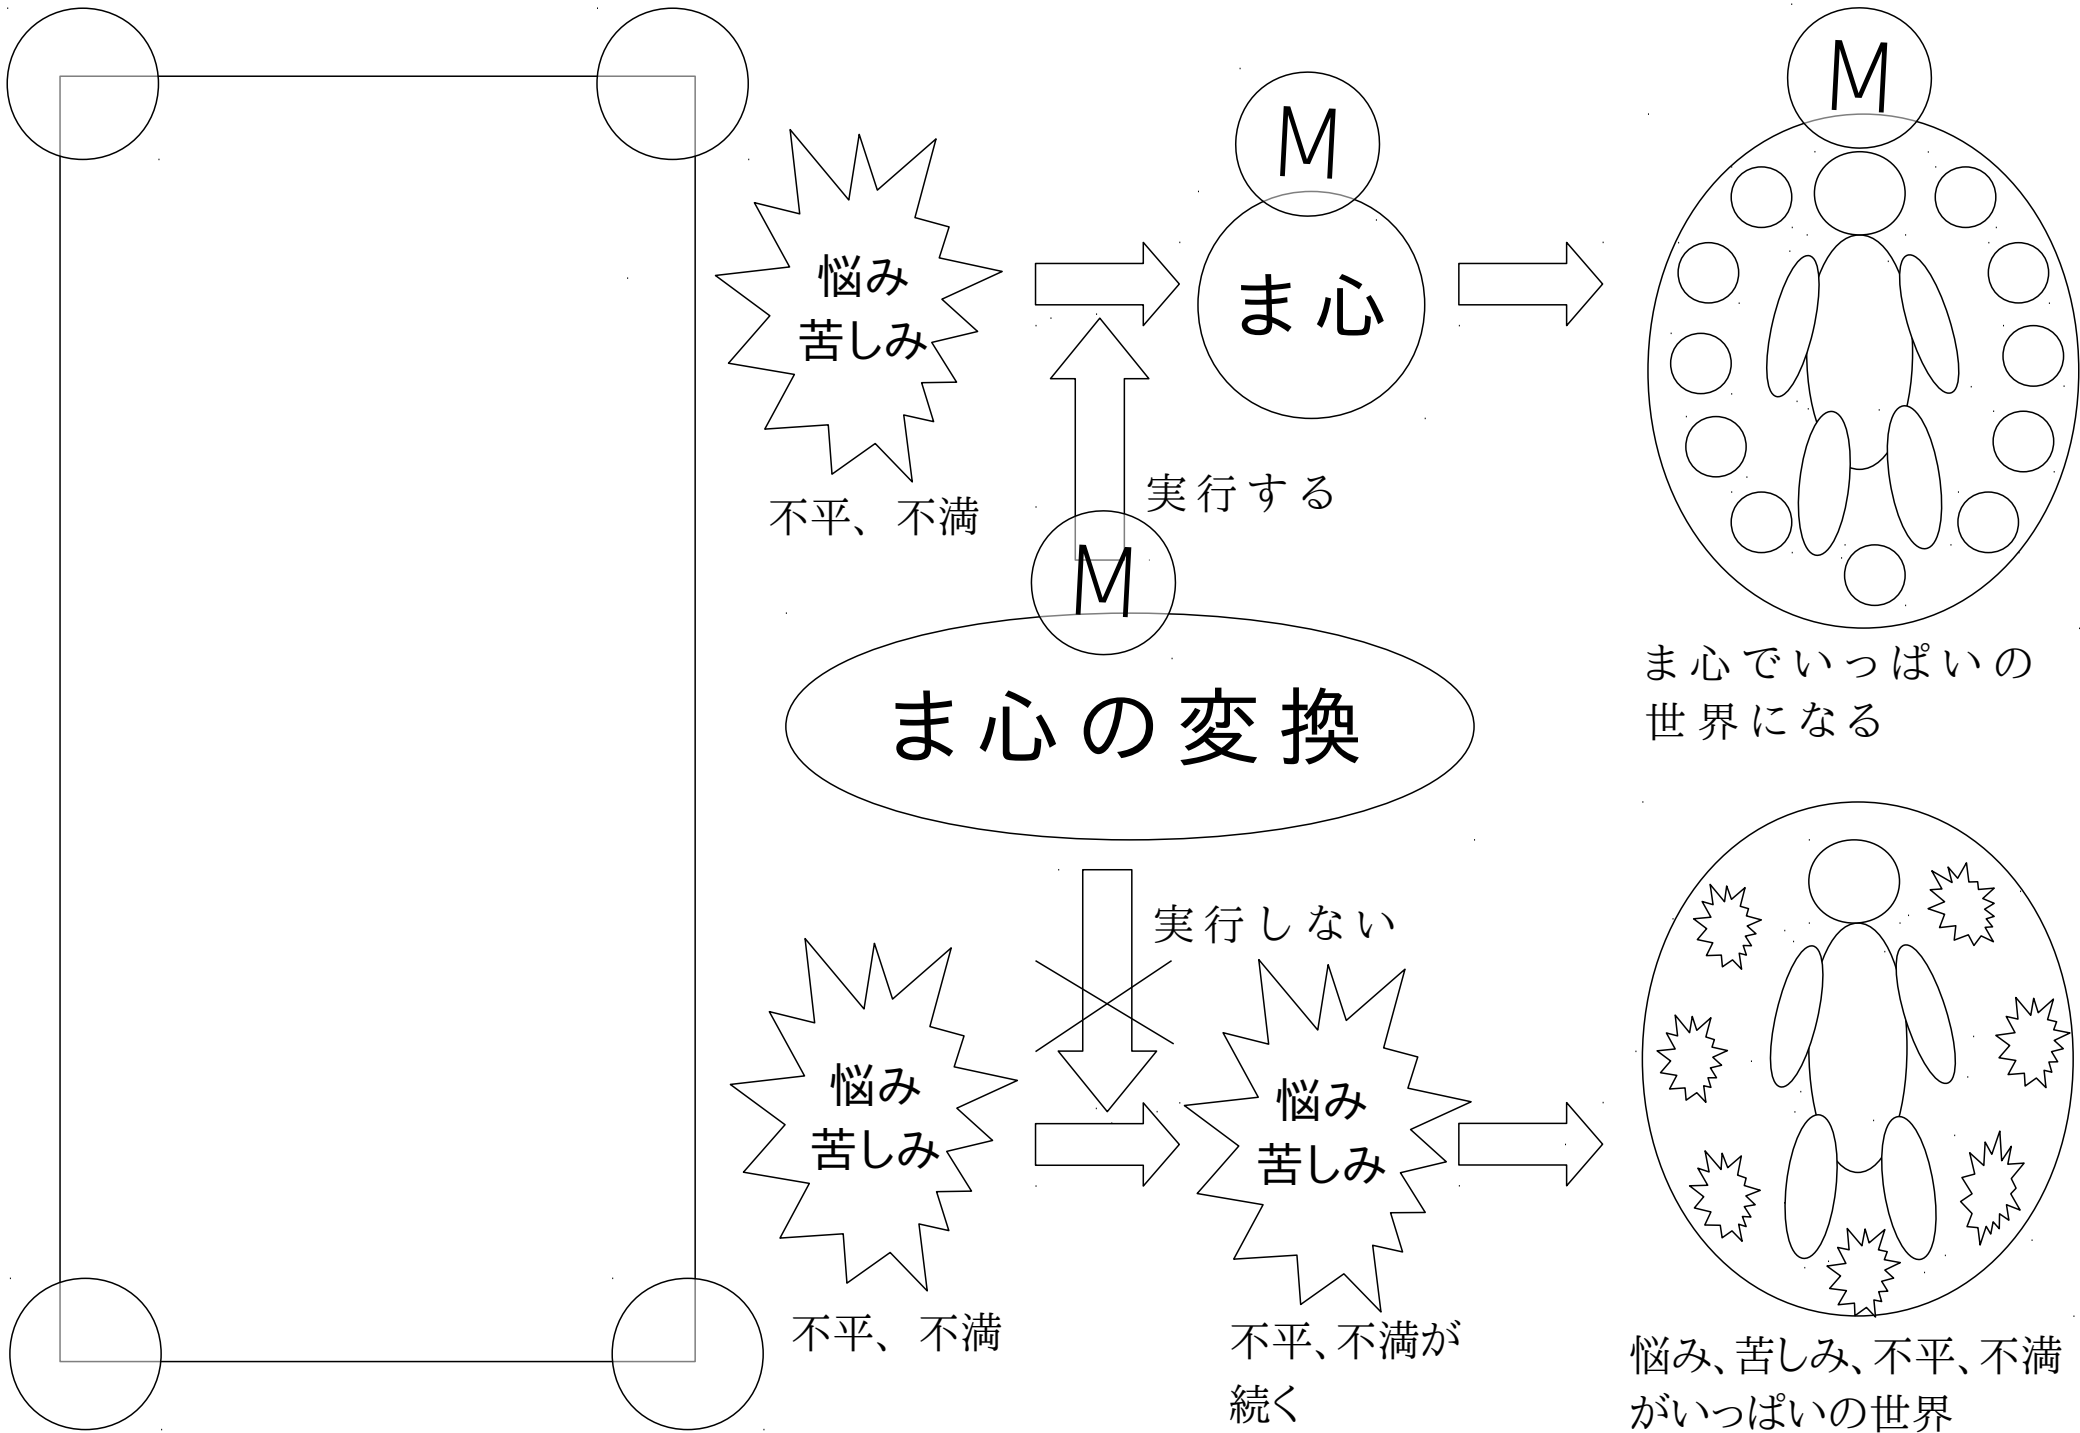 M
M
悩み
苦しみ
ま心
不平、不満
実行する
M
ま心の変換
ま心でいっぱいの
世界になる
実行しない
悩み
苦しみ
悩み
苦しみ
不平、不満
不平、不満が
続く
悩み、苦しみ、不平、不満
がいっぱいの世界